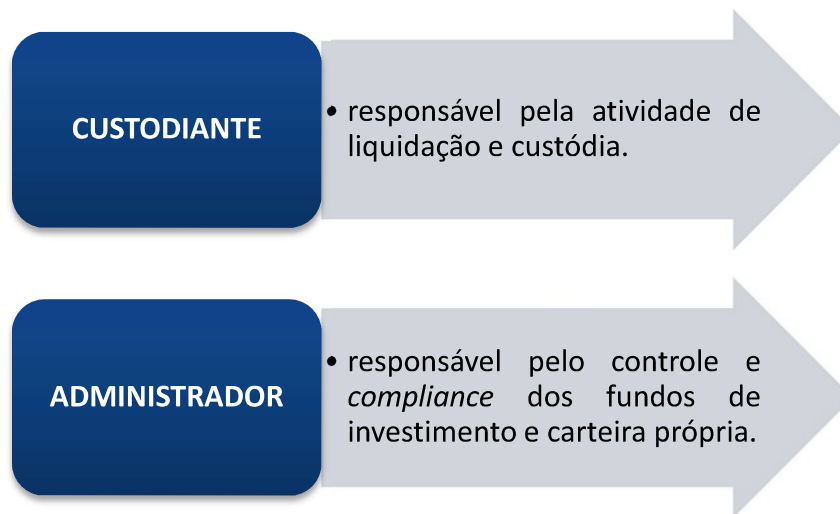 CUSTODIANTE
• responsável pela atividade de
liquidação e custódia.
ADMINISTRADOR
• responsável pelo controle e
compliance dos fundos de
investimento e carteira própria.